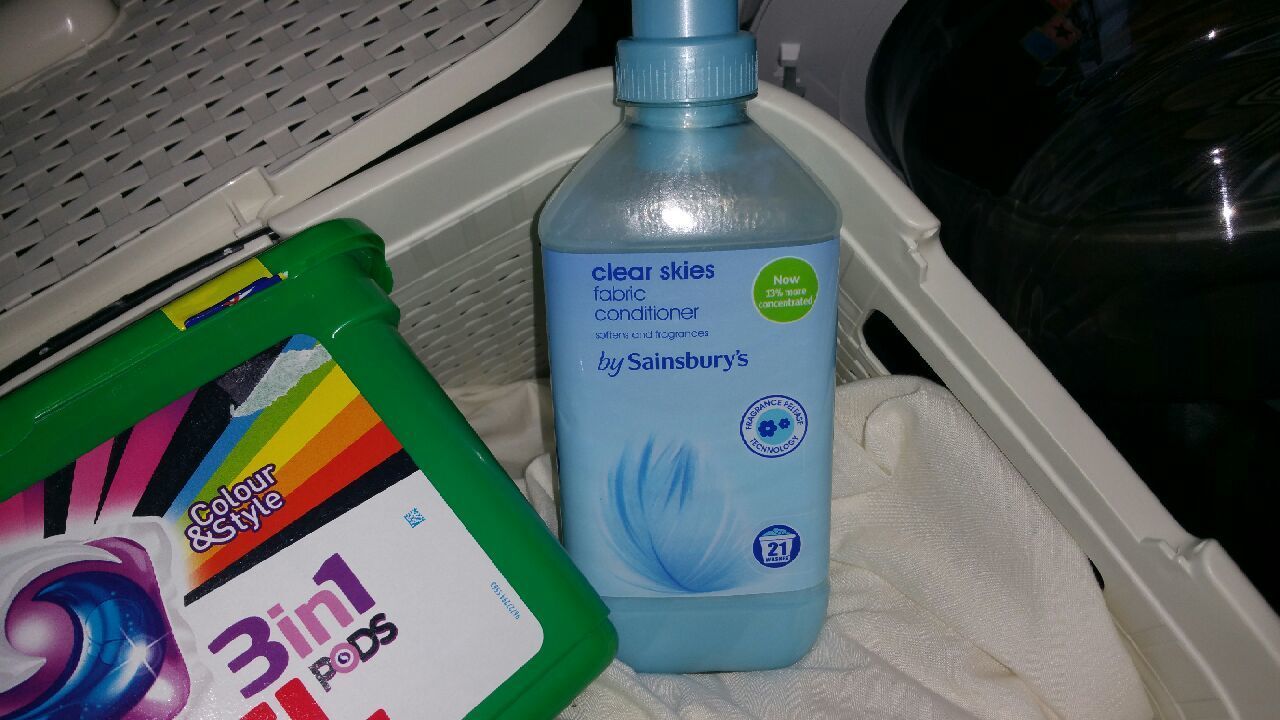 clear skies
fabric
conditioner
softens and fragrances
by Sainsbury's
Now
13% more
concentrated
FRAGRANCE RELEASE
TECHNOLOGY
21
WASHES
Colour
&Style
3in1
PODS